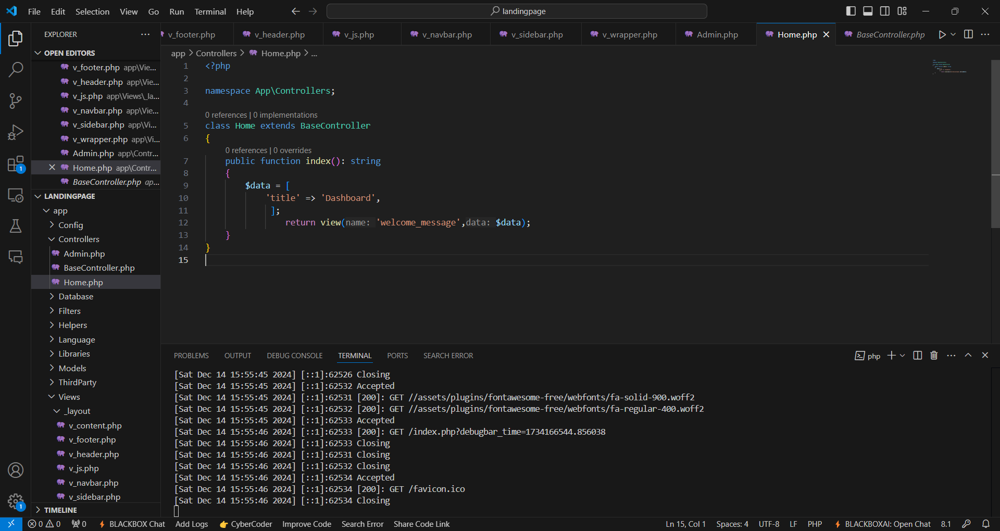 File Edit Selection View Go Run Terminal Help
landingpage
EXPLORER
v_footer.php v_header.php v_js.php v_navbar.php v_sidebar.php v_wrapper.php Admin.php Home.php BaseController.php
OPEN EDITORS
v_footer.php app\Vie...
v_header.php app\Vie...
v_js.php app\Views\_la...
v_navbar.php app\Vie...
v_sidebar.php app\Vi...
v_wrapper.php app\Vi...
Admin.php app\Contr...
Home.php app\Contr...
BaseController.php ap...
LANDINGPAGE
app
Config
Controllers
Admin.php
BaseController.php
Home.php
Database
Filters
Helpers
Language
Libraries
Models
ThirdParty
Views
_layout
v_content.php
v_footer.php
v_header.php
v_js.php
v_navbar.php
v_sidebar.php
TIMELINE
app > Controllers > Home.php > ...
1 <?php
2
3 namespace App\Controllers;
4
0 references | 0 implementations
5 class Home extends BaseController
6 {
0 references | 0 overrides
7 public function index(): string
8 {
9 $data = [
10 'title' => 'Dashboard',
11 ];
12 return view(name: 'welcome_message',data: $data);
13 }
14 }
15
PROBLEMS OUTPUT DEBUG CONSOLE TERMINAL PORTS SEARCH ERROR
php
[Sat Dec 14 15:55:45 2024] [::1]:62526 Closing
[Sat Dec 14 15:55:45 2024] [::1]:62532 Accepted
[Sat Dec 14 15:55:45 2024] [::1]:62531 [200]: GET //assets/plugins/fontawesome-free/webfonts/fa-solid-900.woff2
[Sat Dec 14 15:55:45 2024] [::1]:62532 [200]: GET //assets/plugins/fontawesome-free/webfonts/fa-regular-400.woff2
[Sat Dec 14 15:55:45 2024] [::1]:62533 Accepted
[Sat Dec 14 15:55:46 2024] [::1]:62533 [200]: GET /index.php?debugbar_time=1734166544.856038
[Sat Dec 14 15:55:46 2024] [::1]:62533 Closing
[Sat Dec 14 15:55:46 2024] [::1]:62531 Closing
[Sat Dec 14 15:55:46 2024] [::1]:62532 Closing
[Sat Dec 14 15:55:46 2024] [::1]:62534 Accepted
[Sat Dec 14 15:55:46 2024] [::1]:62534 [200]: GET /favicon.ico
[Sat Dec 14 15:55:46 2024] [::1]:62534 Closing
1
1
0 0 0 BLACKBOX Chat Add Logs CyberCoder Improve Code Search Error Share Code Link Ln 15, Col 1 Spaces: 4 UTF-8 LF PHP BLACKBOXAI: Open Chat 8.1